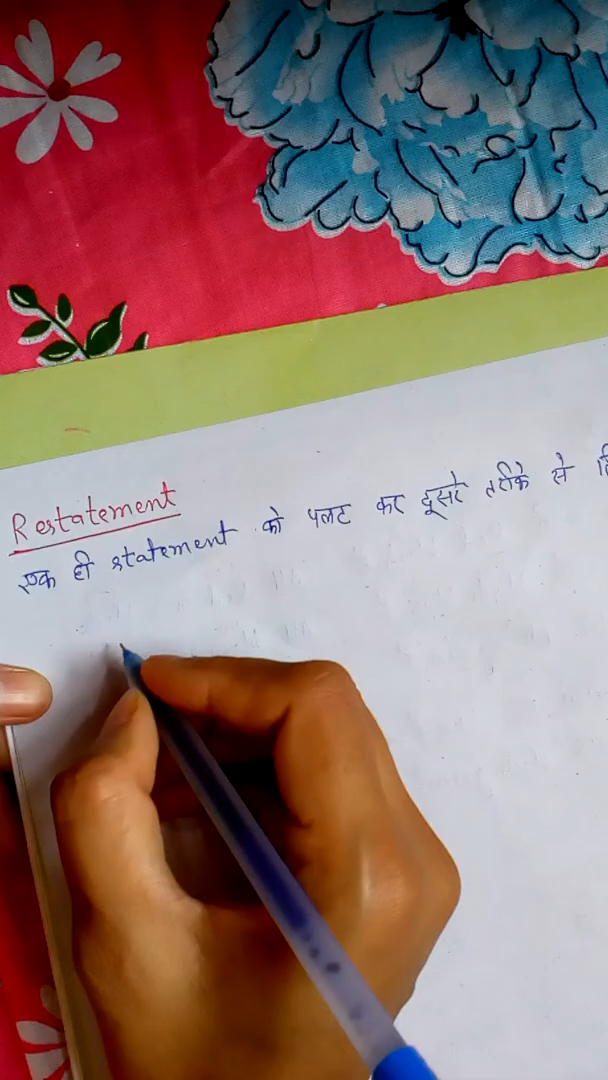 Restatement
एक ही statement को पलट कर दूसरे तरीके से